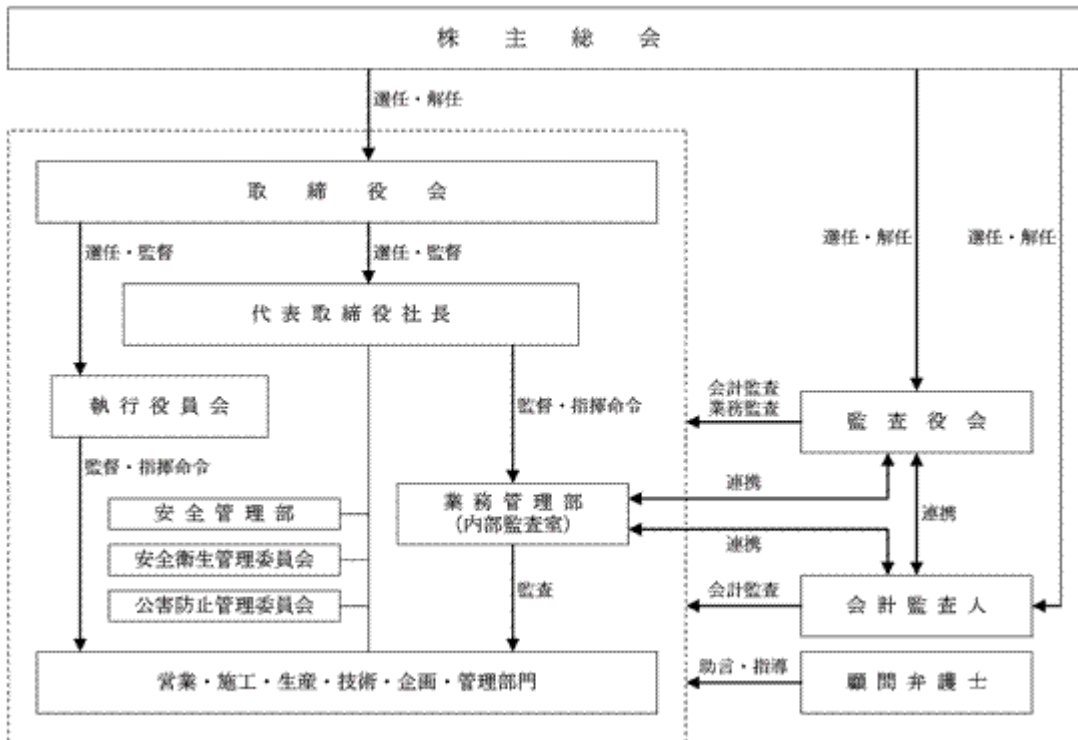 株主総会
選任・解任
取締役会
選任・監督
選任・監督
選任・解任
選任・解任
代表取締役社長
執行役員会
監督・指揮命令
会計監査
業務監査
監査役会
監督・指揮命令
業務管理部
(内部監査室)
連携
連携
連携
安全管理部
安全衛生管理委員会
公害防止管理委員会
監査
会計監査
会計監査人
営業・施工・生産・技術・企画・管理部門
助言・指導
顧問弁護士